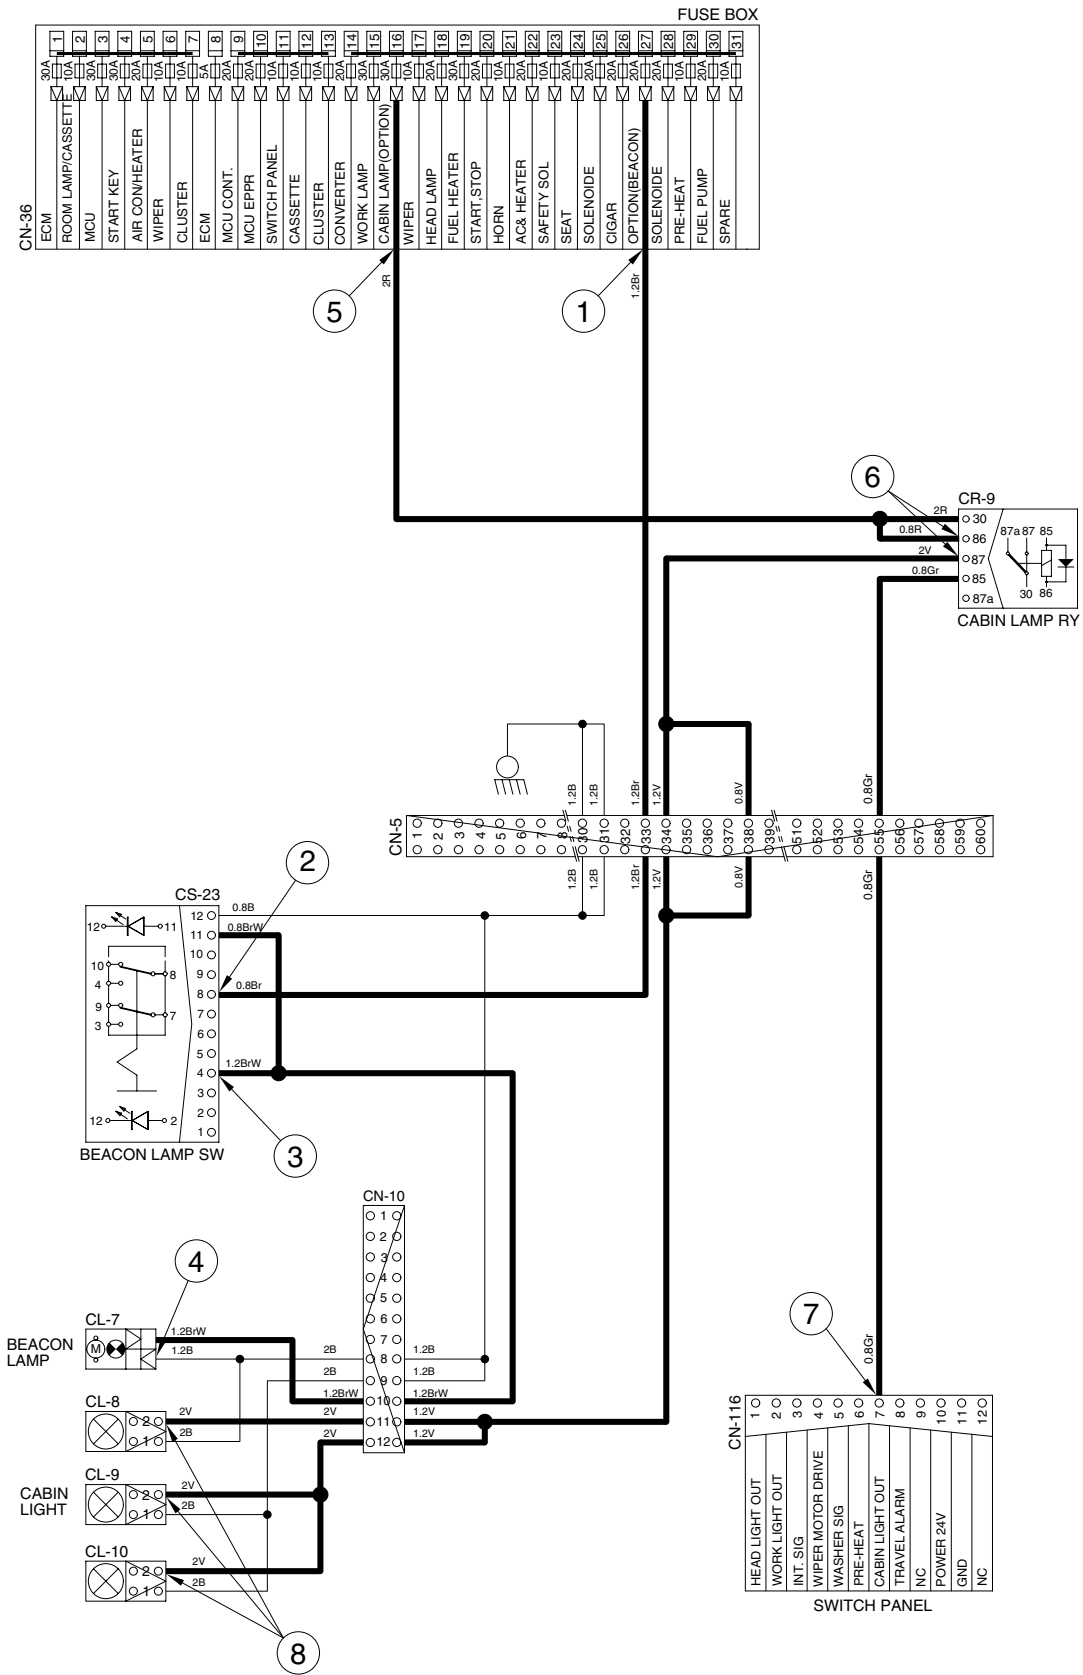 FUSE BOX
1 2 3 4 5 6 7 8 9 10 11 12 13 14 15 16 17 18 19 20 21 22 23 24 25 26 27 28 29 30 31
30A 10A 30A 30A 20A 10A 10A 5A 20A 20A 10A 10A 10A 20A 30A 20A 10A 20A 20A 10A 20A 10A 20A 10A 20A 20A 20A 20A 10A 20A 10A
CN-36
ECM
ROOM LAMP/CASSETTE
MCU
START KEY
AIR CON/HEATER
WIPER
CLUSTER
ECM
MCU CONT.
MCU EPPR
SWITCH PANEL
CASSETTE
CLUSTER
CONVERTER
WORK LAMP
CABIN LAMP(OPTION)
WIPER
HEAD LAMP
FUEL HEATER
START,STOP
HORN
AC& HEATER
SAFETY SOL
SEAT
SOLENOIDE
CIGAR
OPTION(BEACON)
SOLENOIDE
PRE-HEAT
FUEL PUMP
SPARE
2R
1.2Br
5
1
6
CR-9
2R
30
0.8R
86
2V
87
0.8Gr
85
87a
87a 87 85
30 86
CABIN LAMP RY
1.2B 1.2B 1.2Br 1.2V 0.8V 0.8Gr
CN-5
1 2 3 4 5 6 7 8 30 31 32 33 34 35 36 37 38 39 51 52 53 54 55 56 57 58 59 60
1.2B 1.2B 1.2Br 1.2V 0.8V 0.8Gr
2
CS-23
12 0.8B
11 0.8BrW
10
9
8 0.8Br
7
6
5
4 1.2BrW
3
2
1
12 11
10 8
4
9 7
3
12 2
BEACON LAMP SW
3
CN-10
1
2
3
4
5
6
7
8
9
10
11
12
4
CL-7
BEACON
LAMP
M
1.2BrW
1.2B
2B 1.2B
2B 1.2B
1.2BrW 1.2BrW
2V 1.2V
2V 1.2V
CL-8
2 2V
1 2B
CL-9
CABIN
LIGHT
2 2V
1 2B
CL-10
2 2V
1 2B
8
7
0.8Gr
CN-116
1 2 3 4 5 6 7 8 9 10 11 12
HEAD LIGHT OUT
WORK LIGHT OUT
INT. SIG
WIPER MOTOR DRIVE
WASHER SIG
PRE-HEAT
CABIN LIGHT OUT
TRAVEL ALARM
NC
POWER 24V
GND
NC
SWITCH PANEL